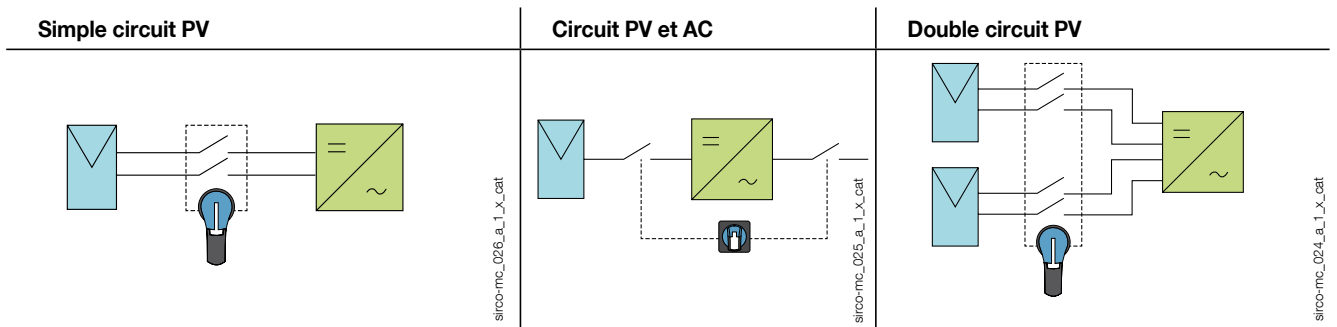 Simple circuit PV
sirco-mc_026_a_1_x_cat
Circuit PV et AC
sirco-mc_025_a_1_x_cat
Double circuit PV
sirco-mc_024_a_1_x_cat